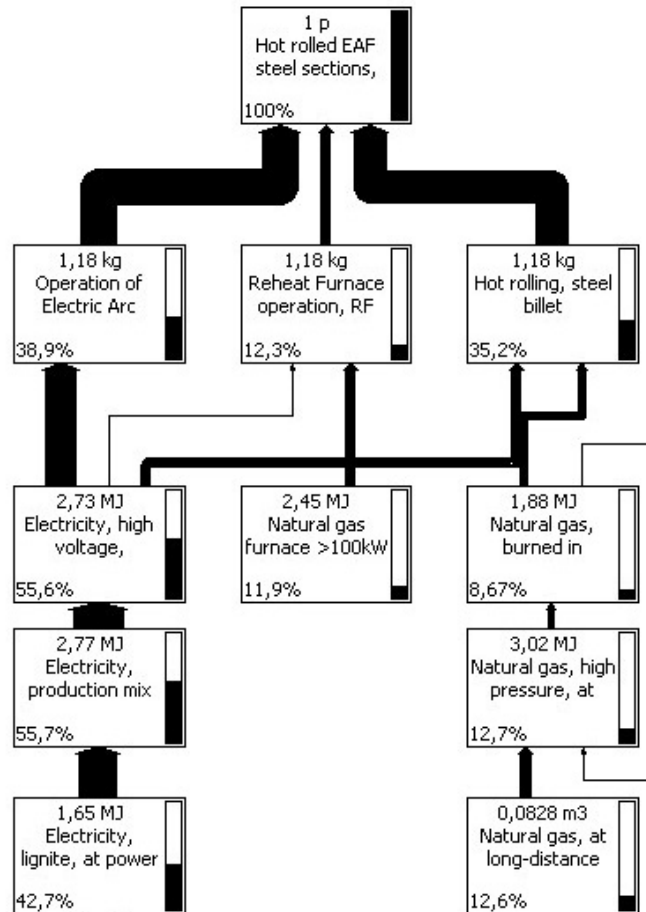 1 p
Hot rolled EAF
steel sections,
100%
1,18 kg
Operation of
Electric Arc
38,9%
1,18 kg
Reheat Furnace
operation, RF
12,3%
1,18 kg
Hot rolling, steel
billet
35,2%
2,73 MJ
Electricity, high
voltage,
55,6%
2,45 MJ
Natural gas
furnace >100kW
11,9%
1,88 MJ
Natural gas,
burned in
8,67%
2,77 MJ
Electricity,
production mix
55,7%
3,02 MJ
Natural gas, high
pressure, at
12,7%
1,65 MJ
Electricity,
lignite, at power
42,7%
0,0828 m3
Natural gas, at
long-distance
12,6%